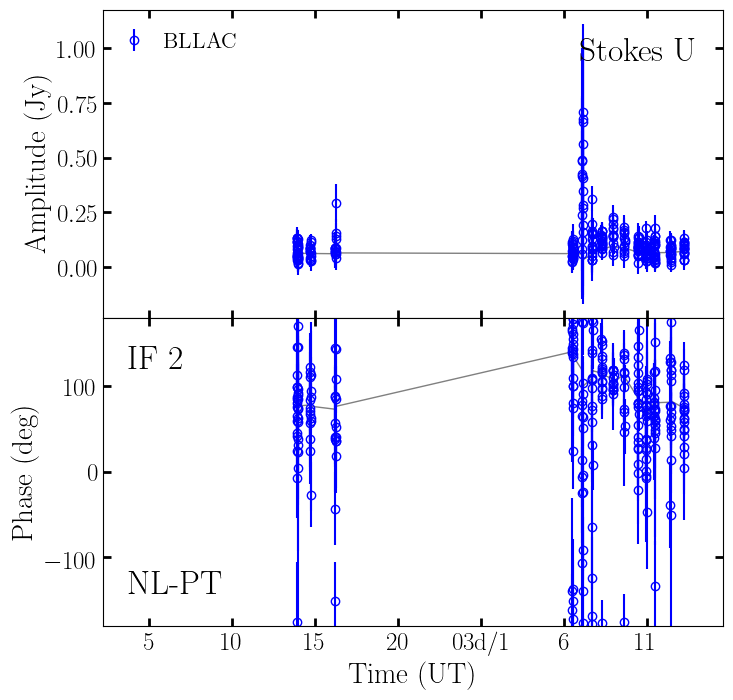 BLLAC
Stokes U
1.00
0.75
0.50
0.25
0.00
Amplitude (Jy)
IF 2
100
0
−100
Phase (deg)
NL-PT
5 10 15 20 03d/1 6 11
Time (UT)